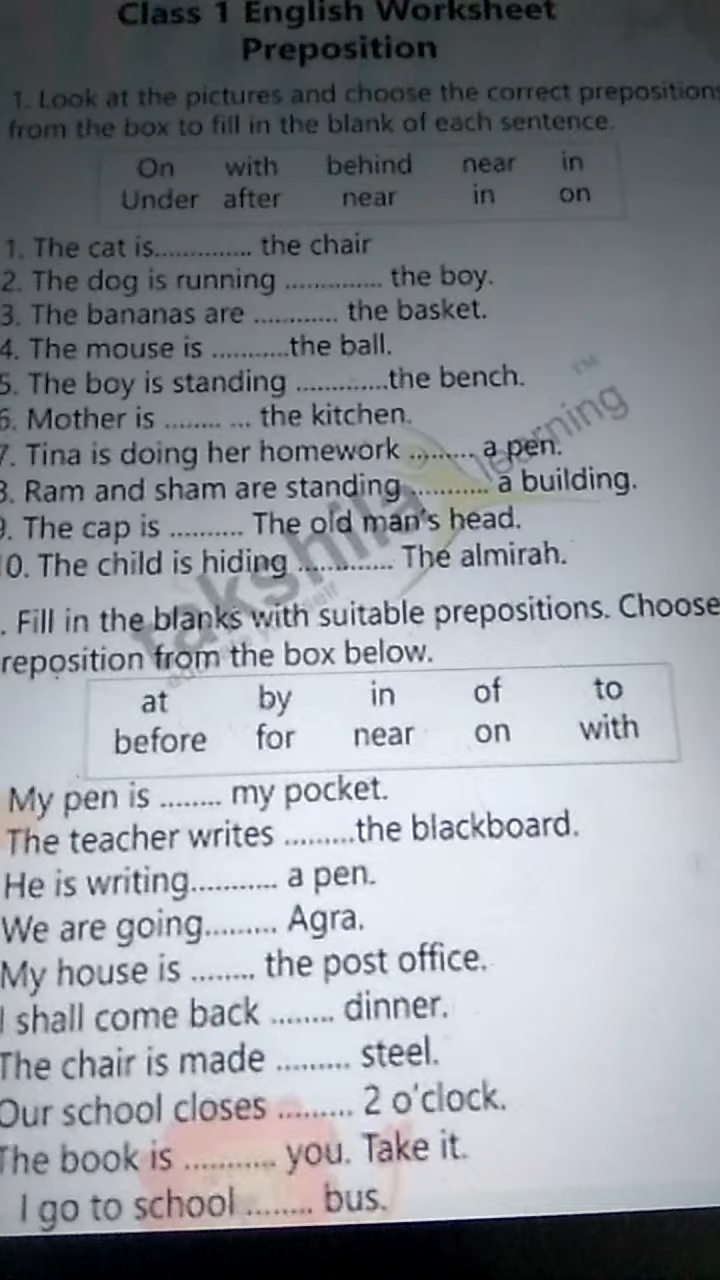 Class 1 English Worksheet
Preposition
1. Look at the pictures and choose the correct prepositions
from the box to fill in the blank of each sentence.
On with behind near in
Under after near in on
1. The cat is.............. the chair
2. The dog is running .............. the boy.
3. The bananas are ............ the basket.
4. The mouse is ...........the ball.
5. The boy is standing .............the bench.
6. Mother is ........ ... the kitchen.
7. Tina is doing her homework ......... a pen.
8. Ram and sham are standing ........... a building.
9. The cap is .......... The old man's head.
0. The child is hiding ............. The almirah.
. Fill in the blanks with suitable prepositions. Choose
reposition from the box below.
at by in of to
before for near on with
My pen is ........ my pocket.
The teacher writes .........the blackboard.
He is writing........... a pen.
We are going......... Agra.
My house is ........ the post office.
I shall come back ........ dinner.
The chair is made ......... steel.
Our school closes ......... 2 o'clock.
The book is ........... you. Take it.
I go to school ........ bus.
takshila learning